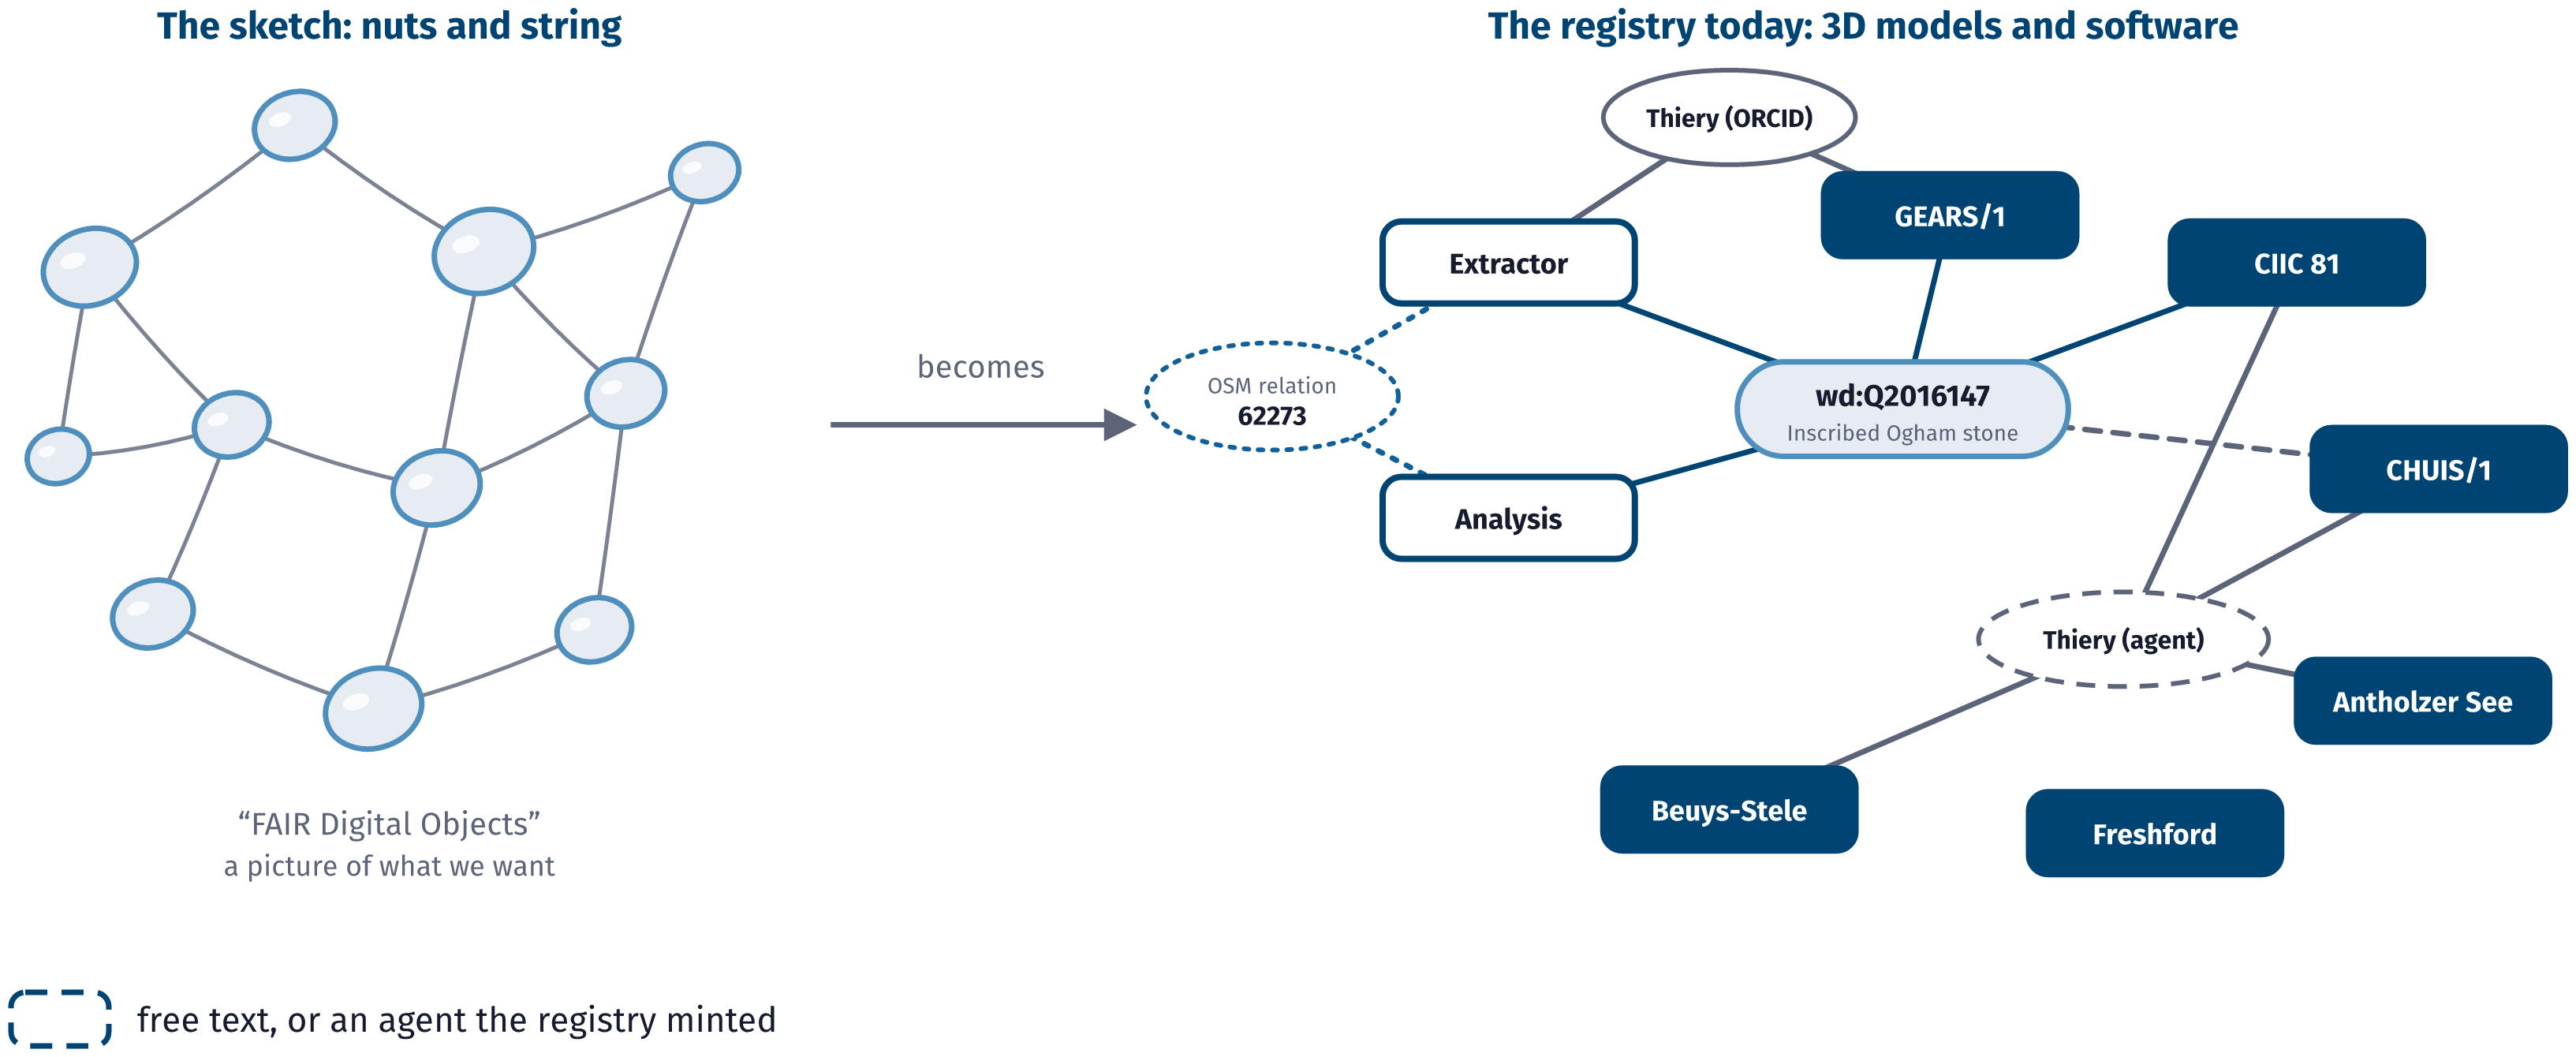 The sketch: nuts and string
The registry today: 3D models and software
Thiery (ORCID)
GEARS/1
Extractor
CIIC 81
becomes
OSM relation
62273
wd:Q2016147
Inscribed Ogham stone
CHUIS/1
Analysis
Thiery (agent)
Antholzer See
Beuys-Stele
Freshford
“FAIR Digital Objects”
a picture of what we want
free text, or an agent the registry minted